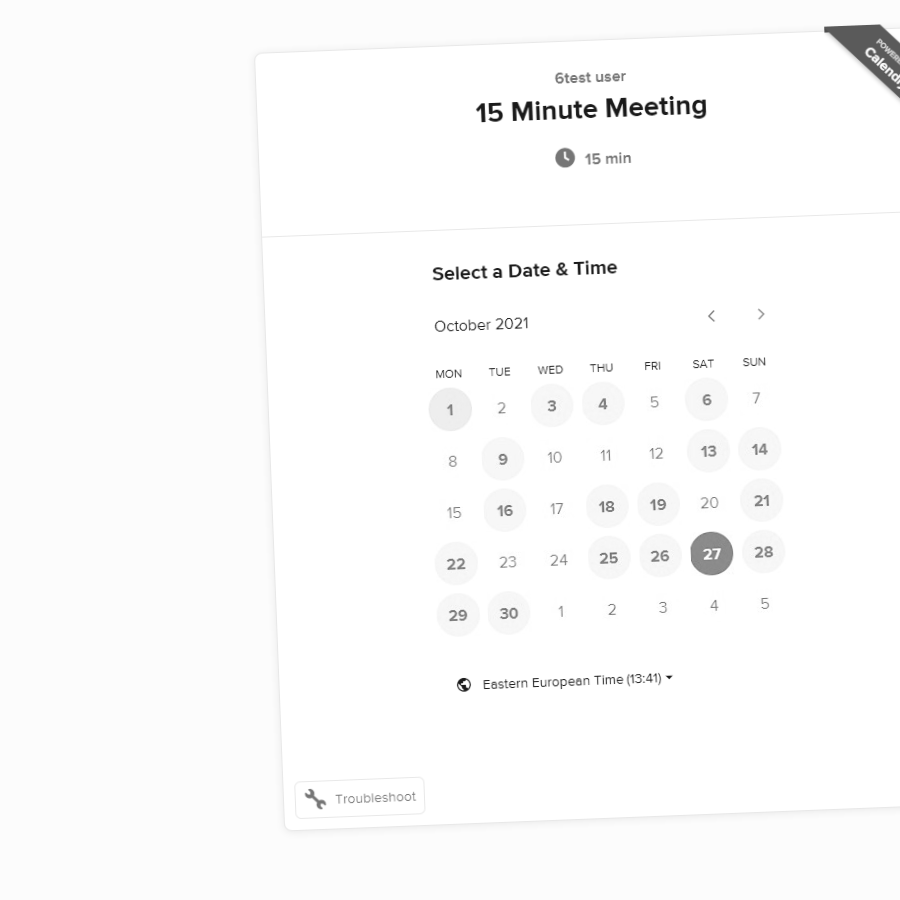 6test user
15 Minute Meeting
15 min
Select a Date & Time
October 2021
MON TUE WED THU FRI SAT SUN
1 2 3 4 5 6 7
8 9 10 11 12 13 14
15 16 17 18 19 20 21
22 23 24 25 26 27 28
29 30 1 2 3 4 5
Eastern European Time (13:41)
Troubleshoot